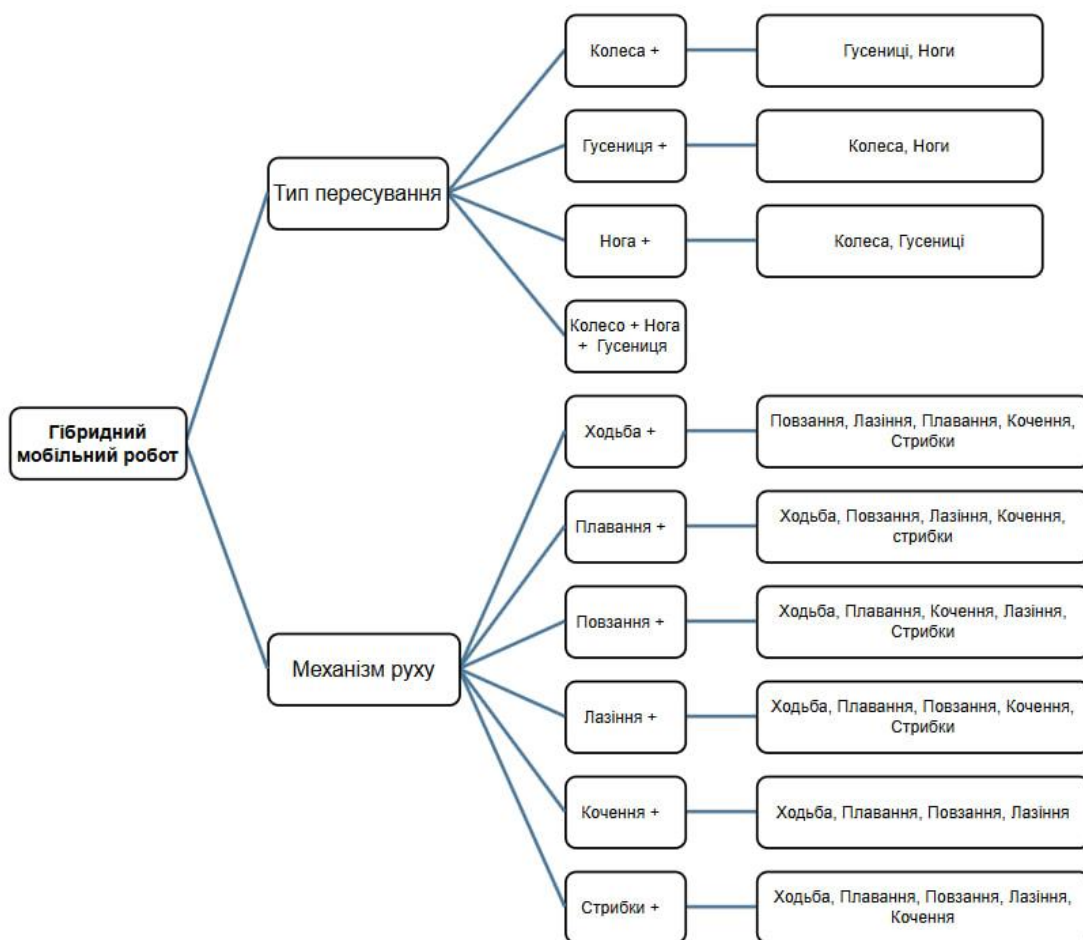 Колеса +
Гусениці, Ноги
Гусениця +
Колеса, Ноги
Тип пересування
Нога +
Колеса, Гусениці
Колесо + Нога
+ Гусениця
Гібридний
мобільний робот
Ходьба +
Повзання, Лазіння, Плавання, Кочення,
Стрибки
Плавання +
Ходьба, Повзання, Лазіння, Кочення,
стрибки
Повзання +
Ходьба, Плавання, Кочення, Лазіння,
Стрибки
Механізм руху
Лазіння +
Ходьба, Плавання, Повзання, Кочення,
Стрибки
Кочення +
Ходьба, Плавання, Повзання, Лазіння
Стрибки +
Ходьба, Плавання, Повзання, Лазіння,
Кочення